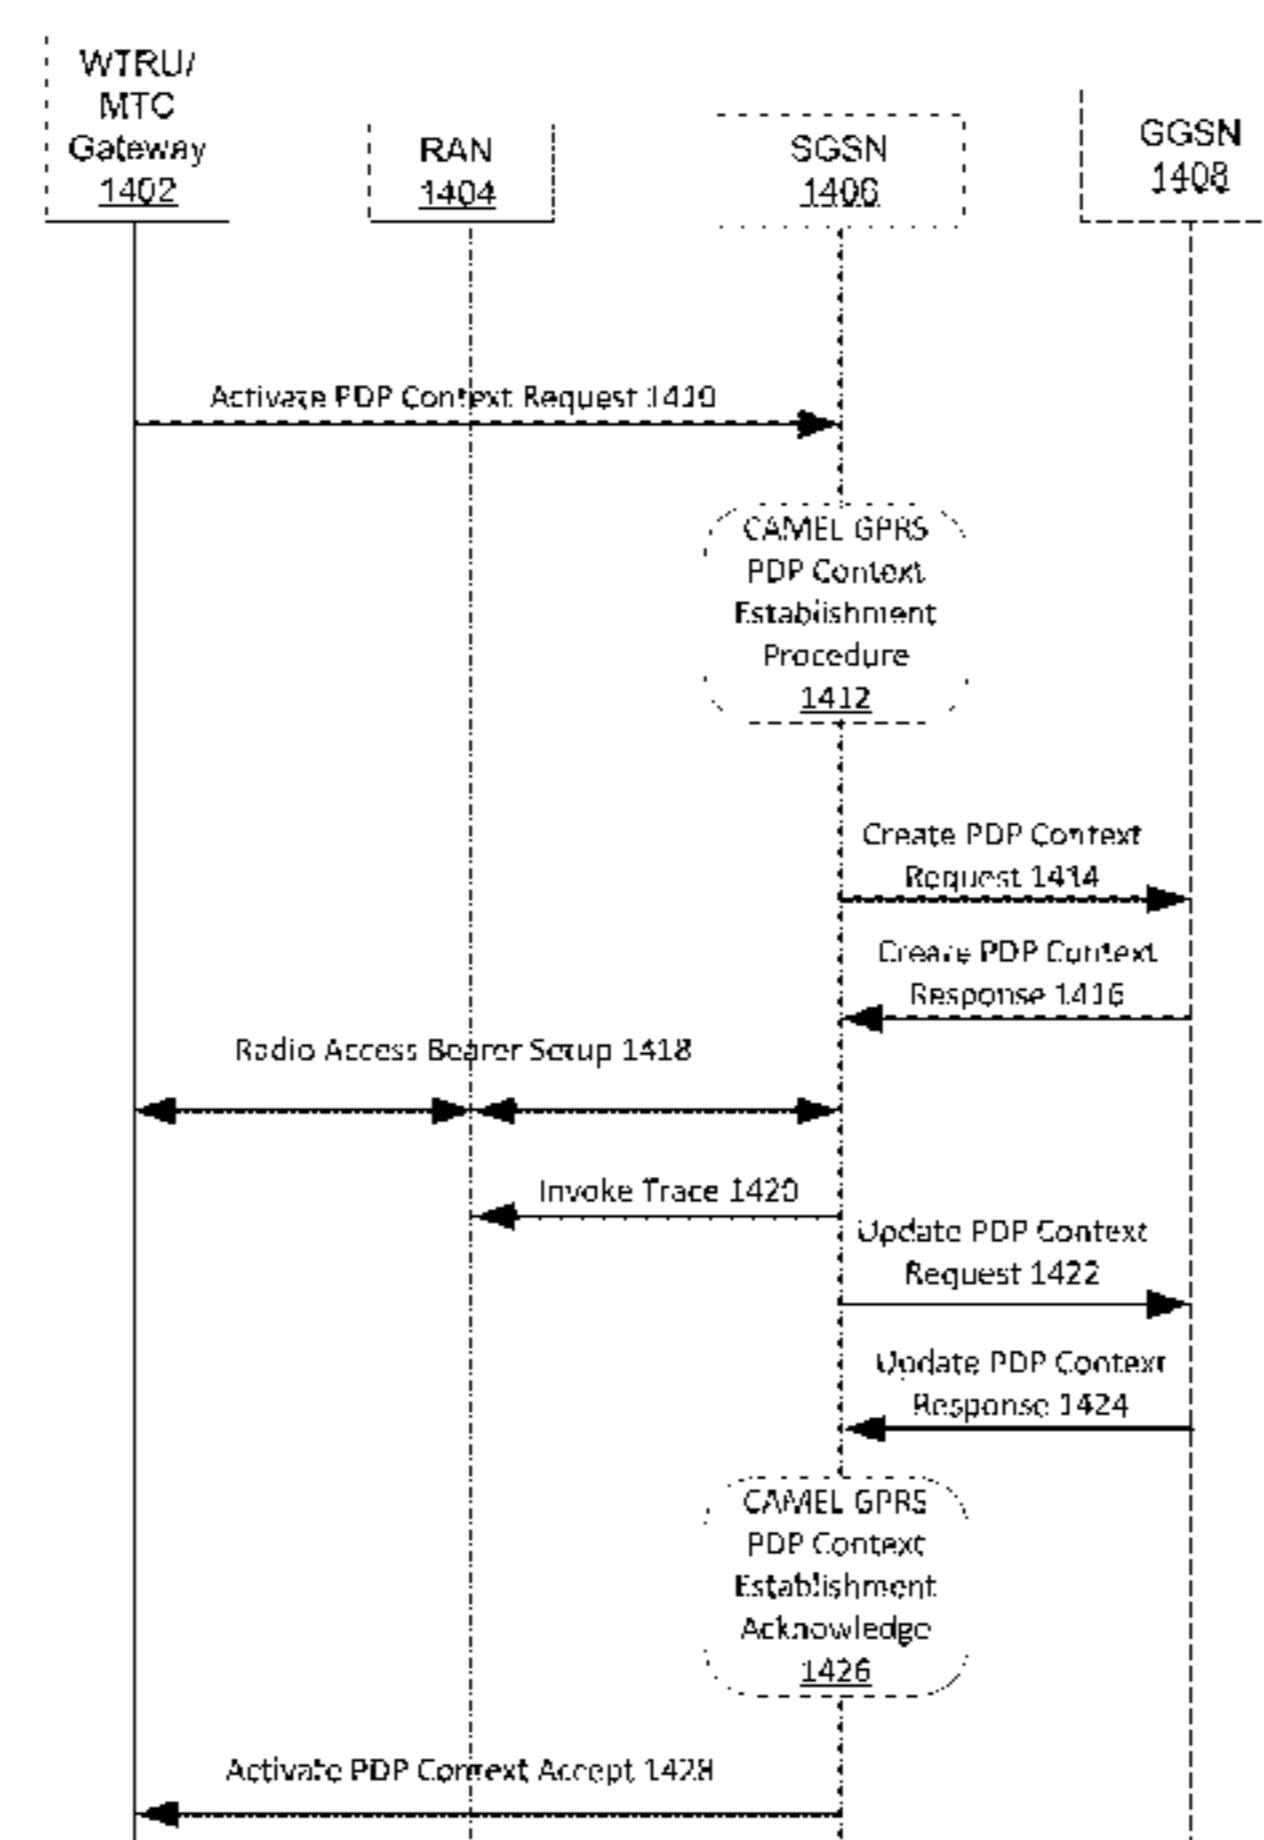 WTRU/
MTC
Gateway
1402
RAN
1404
SGSN
1406
GGSN
1408
Activate PDP Context Request 1410
CAMEL GPRS
PDP Context
Establishment
Procedure
1412
Create PDP Context
Request 1414
Create PDP Context
Response 1416
Radio Access Bearer Setup 1418
Invoke Trace 1420
Update PDP Context
Request 1422
Update PDP Context
Response 1424
CAMEL GPRS
PDP Context
Establishment
Acknowledge
1426
Activate PDP Context Accept 1428